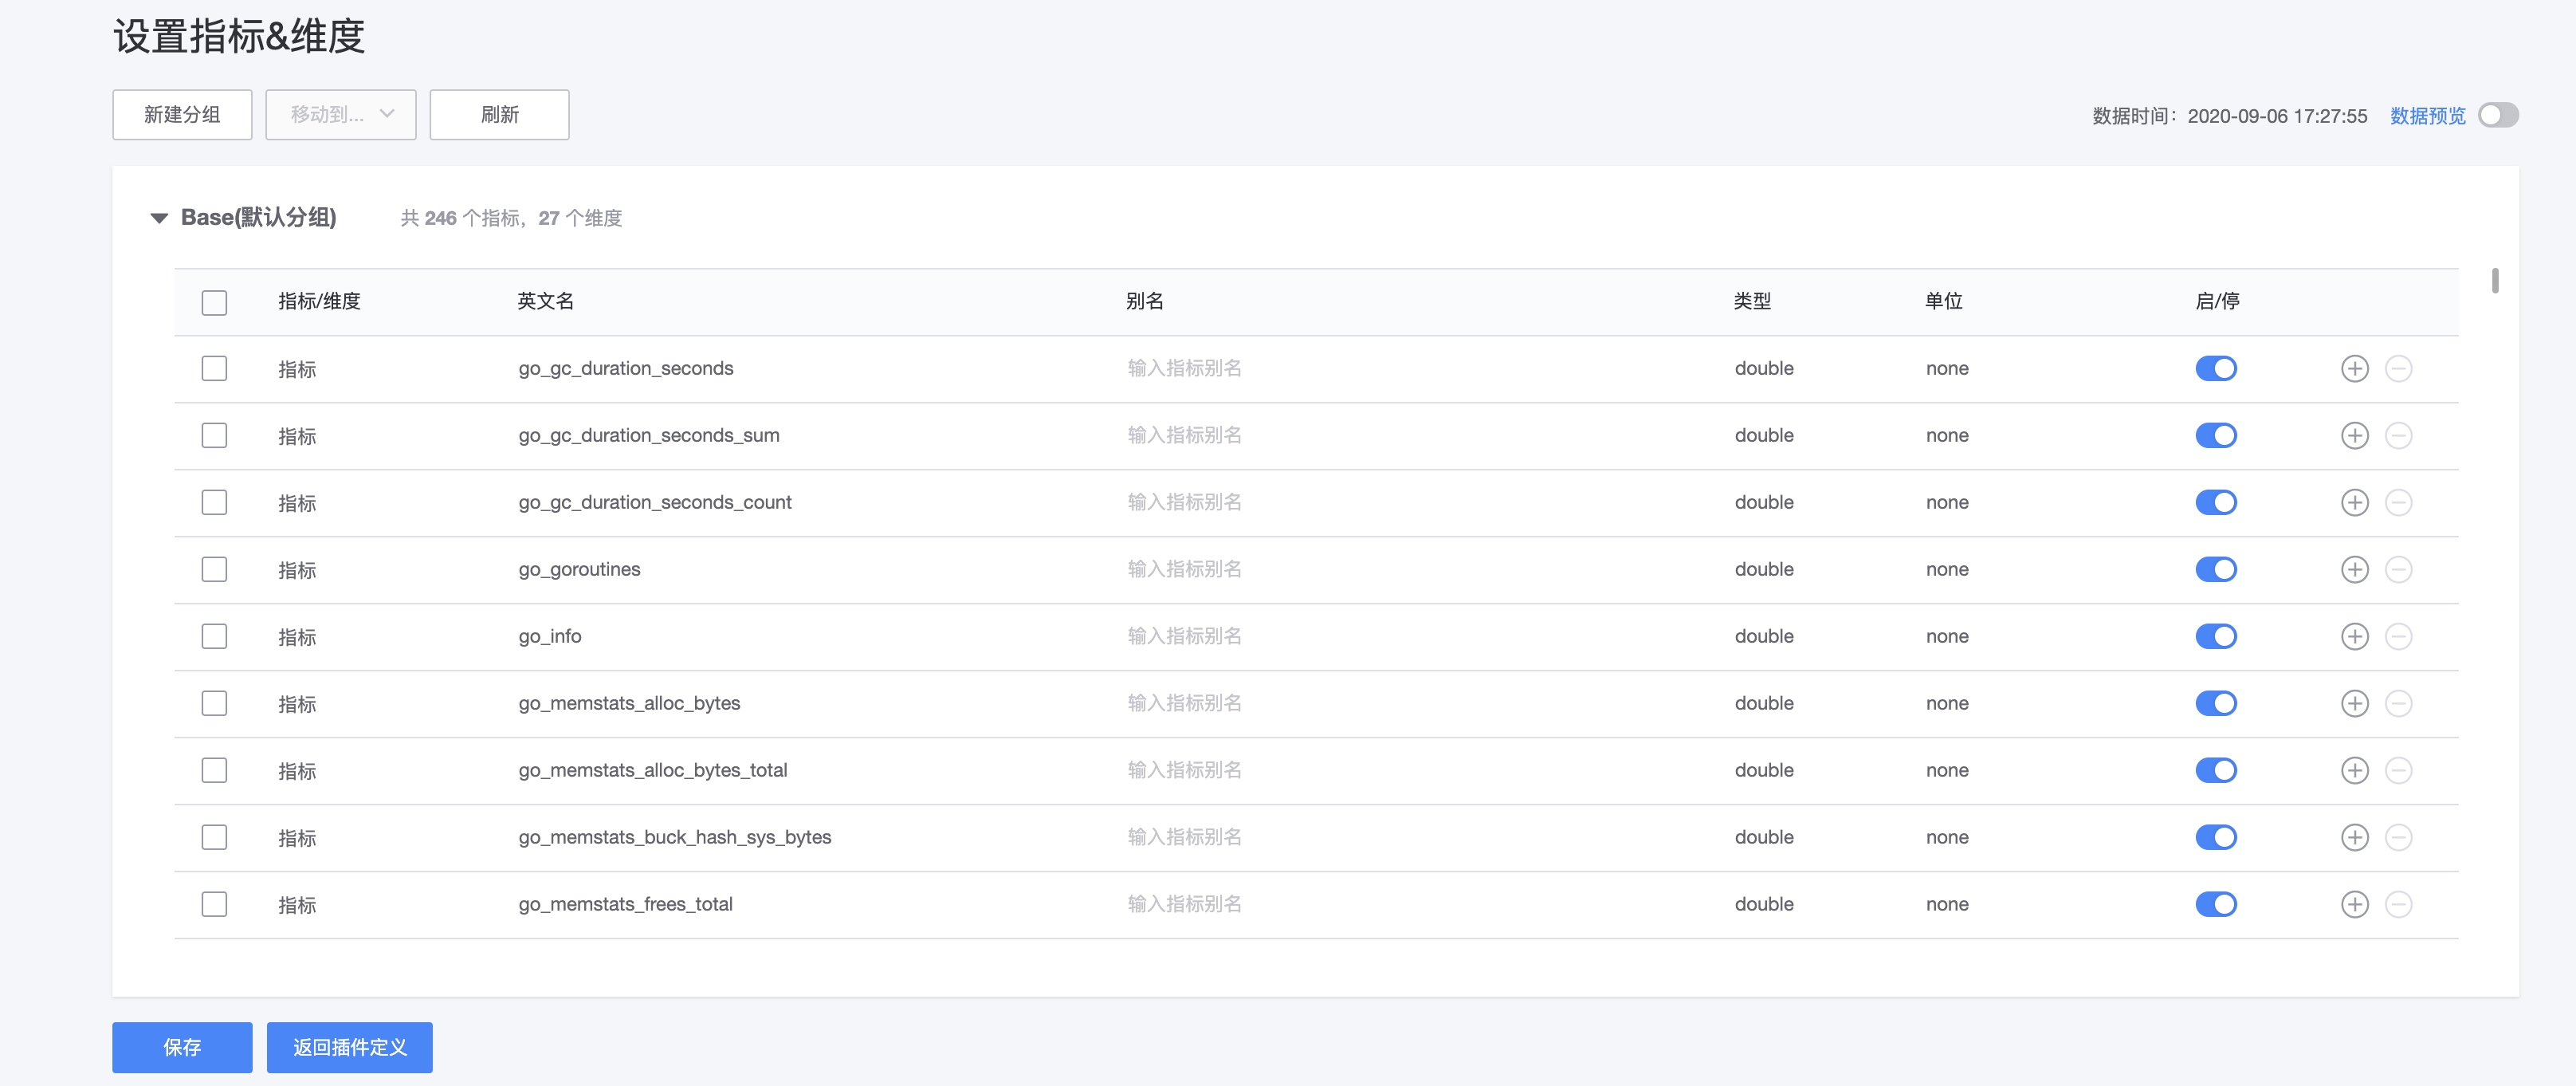 设置指标&维度
新建分组 移动到... 刷新 数据时间：2020-09-06 17:27:55 数据预览
Base(默认分组) 共 246 个指标，27 个维度
指标/维度 英文名 别名 类型 单位 启/停
指标 go_gc_duration_seconds 输入指标别名 double none
指标 go_gc_duration_seconds_sum 输入指标别名 double none
指标 go_gc_duration_seconds_count 输入指标别名 double none
指标 go_goroutines 输入指标别名 double none
指标 go_info 输入指标别名 double none
指标 go_memstats_alloc_bytes 输入指标别名 double none
指标 go_memstats_alloc_bytes_total 输入指标别名 double none
指标 go_memstats_buck_hash_sys_bytes 输入指标别名 double none
指标 go_memstats_frees_total 输入指标别名 double none
保存 返回插件定义